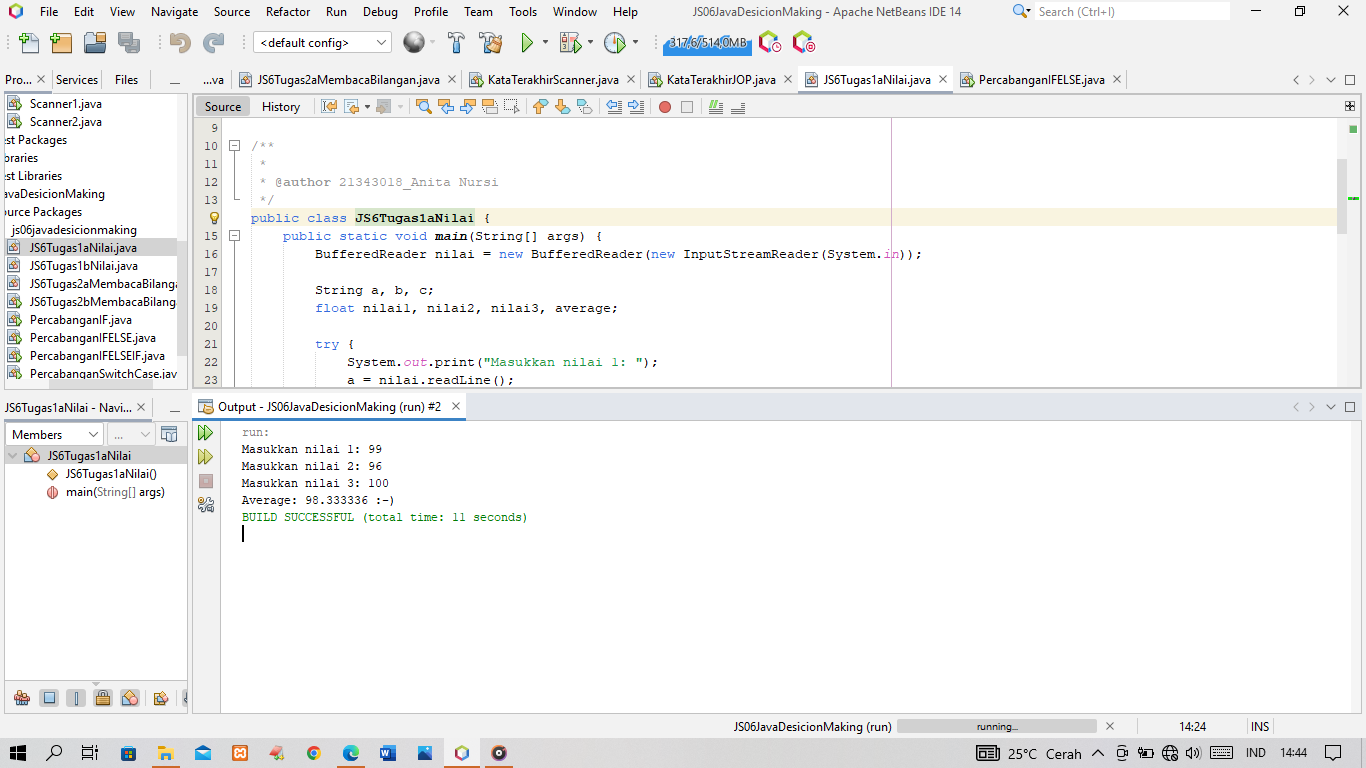 File Edit View Navigate Source Refactor Run Debug Profile Team Tools Window Help JS06JavaDesicionMaking - Apache NetBeans IDE 14 Search (Ctrl+I)
<default config> 317,6/514,0MB
Pro... Services Files ...va JS6Tugas2aMembacaBilangan.java KataTerakhirScanner.java KataTerakhirJOP.java JS6Tugas1aNilai.java PercabanganIFELSE.java
Source History
Scanner1.java
Scanner2.java
est Packages
braries
est Libraries
avaDesicionMaking
ource Packages
js06javadesicionmaking
JS6Tugas1aNilai.java
JS6Tugas1bNilai.java
JS6Tugas2aMembacaBilanga
JS6Tugas2bMembacaBilang
PercabanganIF.java
PercabanganIFELSE.java
PercabanganIFELSEIF.java
PercabanganSwitchCase.jav
9
10 /**
11 *
12 * @author 21343018_Anita Nursi
13 */
public class JS6Tugas1aNilai {
15 public static void main(String[] args) {
16 BufferedReader nilai = new BufferedReader(new InputStreamReader(System.in));
17
18 String a, b, c;
19 float nilai1, nilai2, nilai3, average;
20
21 try {
22 System.out.print("Masukkan nilai 1: ");
23 a = nilai.readLine();
JS6Tugas1aNilai - Navi...
Members ...
JS6Tugas1aNilai
JS6Tugas1aNilai()
main(String[] args)
Output - JS06JavaDesicionMaking (run) #2
run:
Masukkan nilai 1: 99
Masukkan nilai 2: 96
Masukkan nilai 3: 100
Average: 98.333336 :-)
BUILD SUCCESSFUL (total time: 11 seconds)
JS06JavaDesicionMaking (run) running... 14:24 INS
25°C Cerah IND 14:44